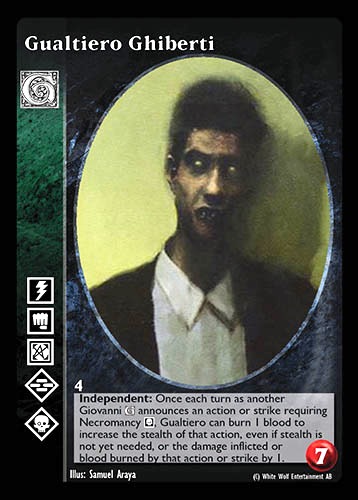 Gualtiero Ghiberti
4
Independent: Once each turn as another
Giovanni announces an action or strike requiring
Necromancy , Gualtiero can burn 1 blood to
increase the stealth of that action, even if stealth is
not yet needed, or the damage inflicted or
blood burned by that action or strike by 1.
7
Illus: Samuel Araya
(C) White Wolf Entertainment AB